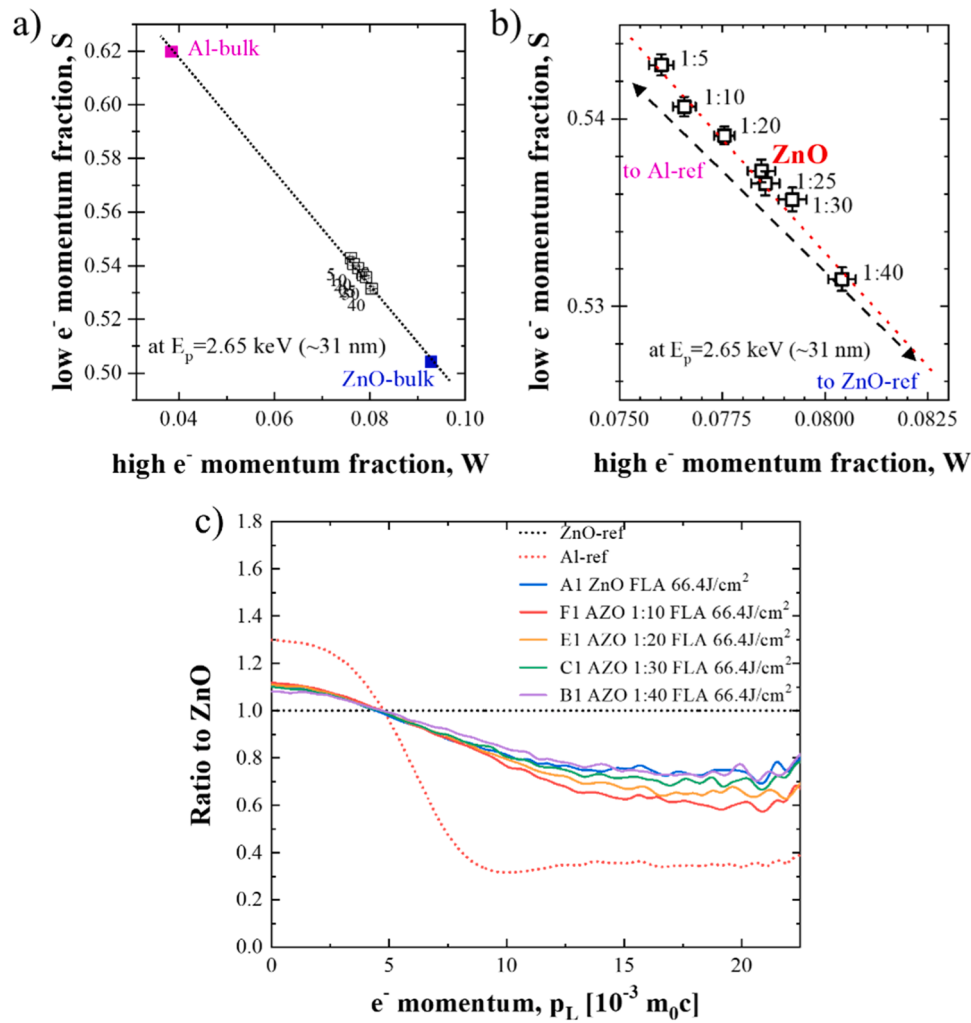 a)
low e⁻ momentum fraction, S
0.62
0.60
0.58
0.56
0.54
0.52
0.50
Al-bulk
5
10
40
at Eₚ=2.65 keV (~31 nm)
ZnO-bulk
0.04 0.06 0.08 0.10
high e⁻ momentum fraction, W
b)
low e⁻ momentum fraction, S
0.54
0.53
1:5
1:10
1:20
ZnO
to Al-ref
1:25
1:30
1:40
at Eₚ=2.65 keV (~31 nm)
to ZnO-ref
0.0750 0.0775 0.0800 0.0825
high e⁻ momentum fraction, W
c)
Ratio to ZnO
1.8
1.6
1.4
1.2
1.0
0.8
0.6
0.4
0.2
0.0
ZnO-ref
Al-ref
A1 ZnO FLA 66.4J/cm²
F1 AZO 1:10 FLA 66.4J/cm²
E1 AZO 1:20 FLA 66.4J/cm²
C1 AZO 1:30 FLA 66.4J/cm²
B1 AZO 1:40 FLA 66.4J/cm²
0 5 10 15 20
e⁻ momentum, p_L [10⁻³ m₀c]